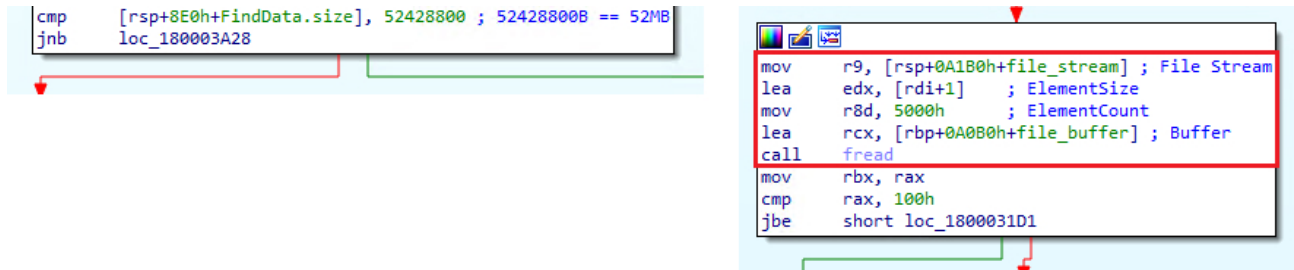 cmp [rsp+8E0h+FindData.size], 52428800 ; 52428800B == 52MB
jnb loc_180003A28
mov r9, [rsp+0A1B0h+file_stream] ; File Stream
lea edx, [rdi+1] ; ElementSize
mov r8d, 5000h ; ElementCount
lea rcx, [rbp+0A0B0h+file_buffer] ; Buffer
call fread
mov rbx, rax
cmp rax, 100h
jbe short loc_1800031D1